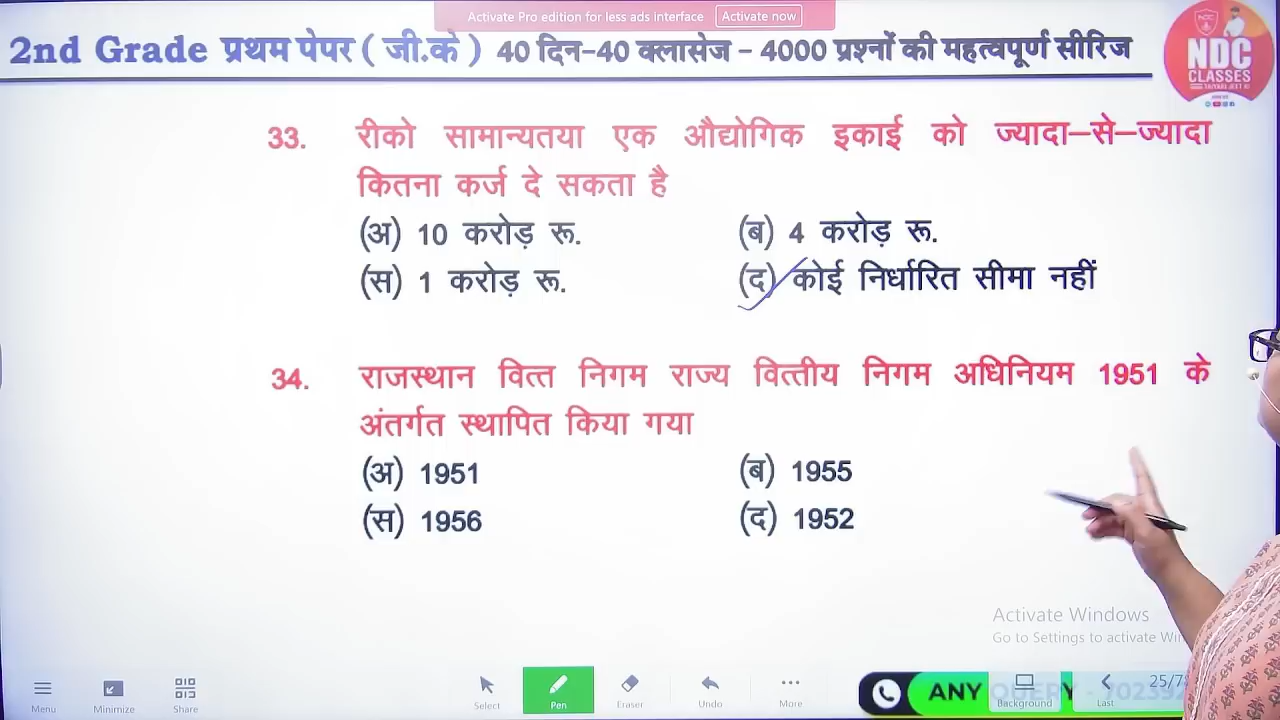 Activate Pro edition for less ads interface Activate now
2nd Grade प्रथम पेपर ( जी.के ) 40 दिन-40 क्लासेज - 4000 प्रश्नों की महत्वपूर्ण सीरिज
NDC
CLASSES
33. रीको सामान्यतया एक औद्योगिक इकाई को ज्यादा-से-ज्यादा
कितना कर्ज दे सकता है
(अ) 10 करोड़ रू. (ब) 4 करोड़ रू.
(स) 1 करोड़ रू. (द) कोई निर्धारित सीमा नहीं
34. राजस्थान वित्त निगम राज्य वित्तीय निगम अधिनियम 1951 के
अंतर्गत स्थापित किया गया
(अ) 1951 (ब) 1955
(स) 1956 (द) 1952
Activate Windows
Go to Settings to activate
Menu Minimize Share Select Pen Eraser Undo More Background Last
ANY QUERY -
25/7